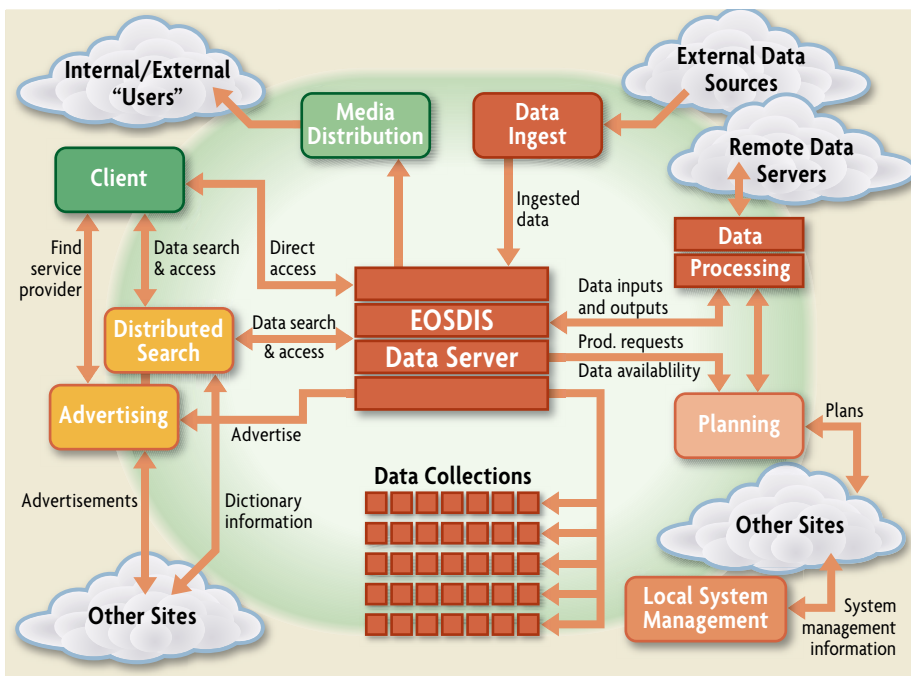 Internal/External
“Users”
External Data
Sources
Media
Distribution
Data
Ingest
Remote Data
Servers
Client
Ingested
data
Data
Processing
Find
service
provider
Data search
& access
Direct
access
Data inputs
and outputs
EOSDIS
Data Server
Distributed
Search
Data search
& access
Prod. requests
Data availablility
Advertising
Advertise
Planning
Plans
Data Collections
Advertisements
Dictionary
information
Other Sites
Other Sites
Local System
Management
System
management
information